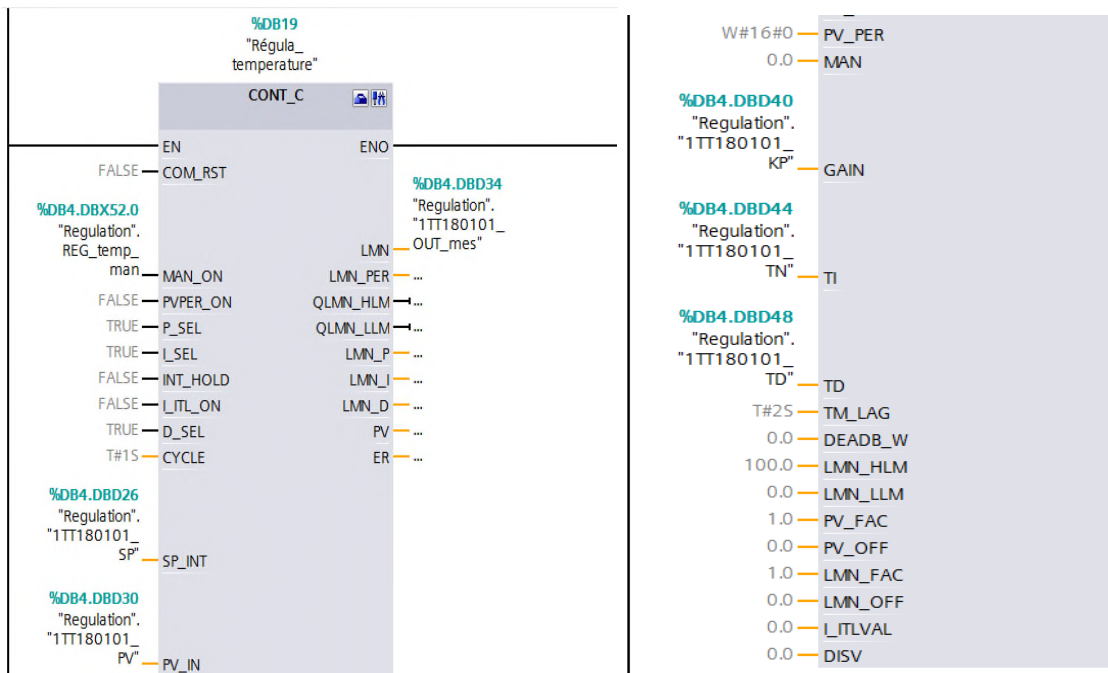 %DB19
"Régula_
temperature"
CONT_C
EN ENO
FALSE COM_RST
%DB4.DBD34
"Regulation".
"1TT180101_
OUT_mes"
LMN
%DB4.DBX52.0
"Regulation".
REG_temp_
man
MAN_ON LMN_PER ...
FALSE PVPER_ON QLMN_HLM ...
TRUE P_SEL QLMN_LLM ...
TRUE I_SEL LMN_P ...
FALSE INT_HOLD LMN_I ...
FALSE I_ITL_ON LMN_D ...
TRUE D_SEL PV ...
T#1S CYCLE ER ...
%DB4.DBD26
"Regulation".
"1TT180101_
SP" SP_INT
%DB4.DBD30
"Regulation".
"1TT180101_
PV" PV_IN
W#16#0 PV_PER
0.0 MAN
%DB4.DBD40
"Regulation".
"1TT180101_
KP" GAIN
%DB4.DBD44
"Regulation".
"1TT180101_
TN" TI
%DB4.DBD48
"Regulation".
"1TT180101_
TD" TD
T#2S TM_LAG
0.0 DEADB_W
100.0 LMN_HLM
0.0 LMN_LLM
1.0 PV_FAC
0.0 PV_OFF
1.0 LMN_FAC
0.0 LMN_OFF
0.0 I_ITLVAL
0.0 DISV